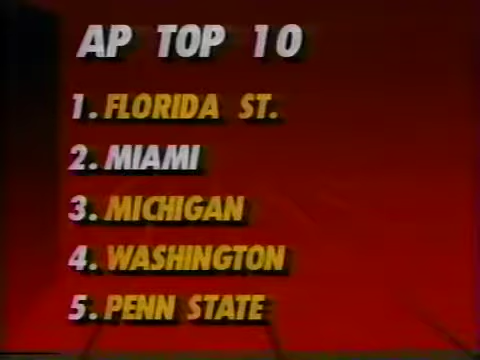 AP TOP 10
1. FLORIDA ST.
2. MIAMI
3. MICHIGAN
4. WASHINGTON
5. PENN STATE